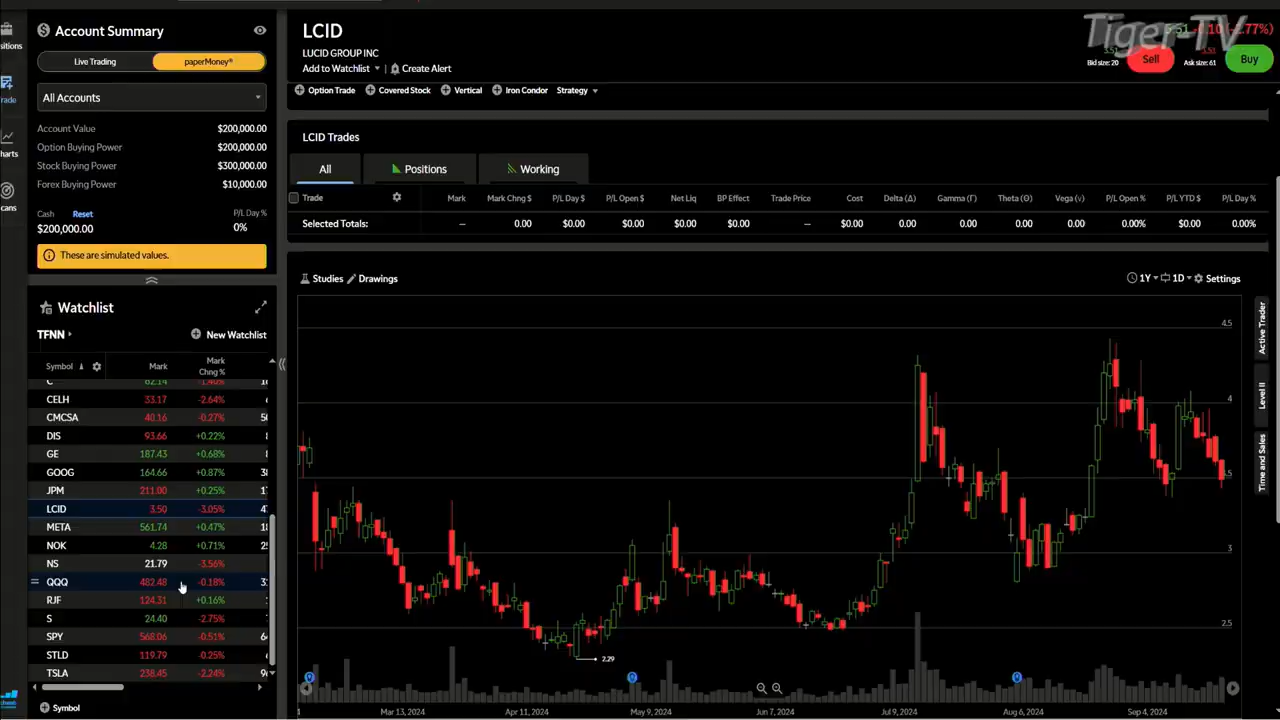 Account Summary
Live Trading
paperMoney®
All Accounts
Account Value $200,000.00
Option Buying Power $200,000.00
Stock Buying Power $300,000.00
Forex Buying Power $10,000.00
Cash Reset P/L Day %
$200,000.00 0%
These are simulated values.
Watchlist
TFNN
New Watchlist
Symbol Mark Mark Chng %
CELH 33.17 -2.64%
CMCSA 40.16 -0.27%
DIS 93.66 +0.22%
GE 187.43 +0.68%
GOOG 164.66 +0.87%
JPM 211.00 +0.25%
LCID 3.50 -3.05%
META 561.74 +0.47%
NOK 4.28 +0.71%
NS 21.79 -3.56%
QQQ 482.48 -0.18%
RJF 124.31 +0.16%
S 24.40 -2.75%
SPY 568.06 -0.51%
STLD 119.79 -0.25%
TSLA 238.45 -2.24%
Symbol
LCID
LUCID GROUP INC
Add to Watchlist
Create Alert
Tiger-TV
Bid size: 20
Sell
Ask size: 61
Buy
Option Trade Covered Stock Vertical Iron Condor Strategy
LCID Trades
All Positions Working
Trade Mark Mark Chng $ P/L Day $ P/L Open $ Net Liq BP Effect Trade Price Cost Delta (Δ) Gamma (Γ) Theta (Θ) Vega (ν) P/L Open % P/L YTD $ P/L Day %
Selected Totals: — 0.00 $0.00 $0.00 $0.00 $0.00 — $0.00 0.00 0.00 0.00 0.00 0.00% $0.00 0.00%
Studies Drawings
1Y 1D Settings
4.5
4
3
2.5
2.29
Mar 13, 2024 Apr 11, 2024 May 9, 2024 Jun 7, 2024 Jul 9, 2024 Aug 6, 2024 Sep 4, 2024
Active Trader
Level II
Time and Sales